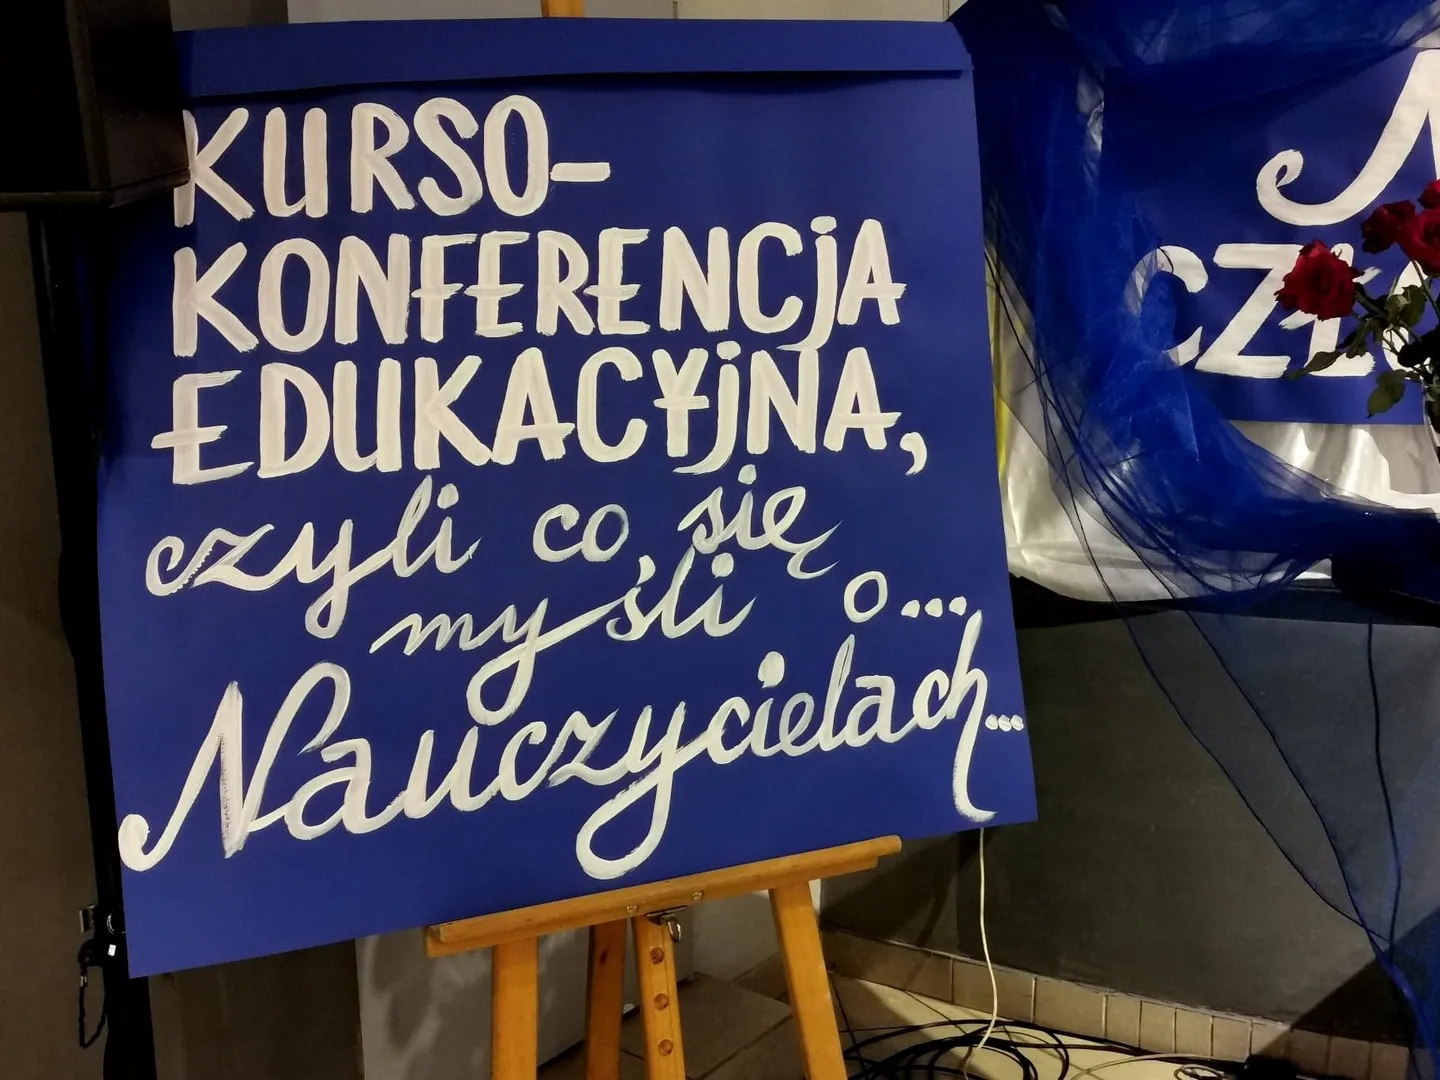 KURSO-
KONFERENCJA
EDUKACYJNA,
czyli co się
myśli o...
Nauczycielach...